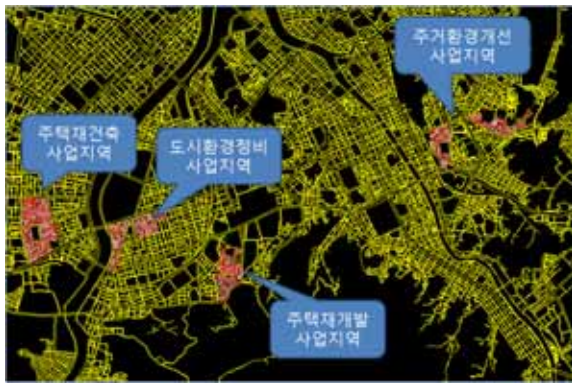 주거환경개선
사업지역
주택재건축
사업지역
도시환경정비
사업지역
주택재개발
사업지역